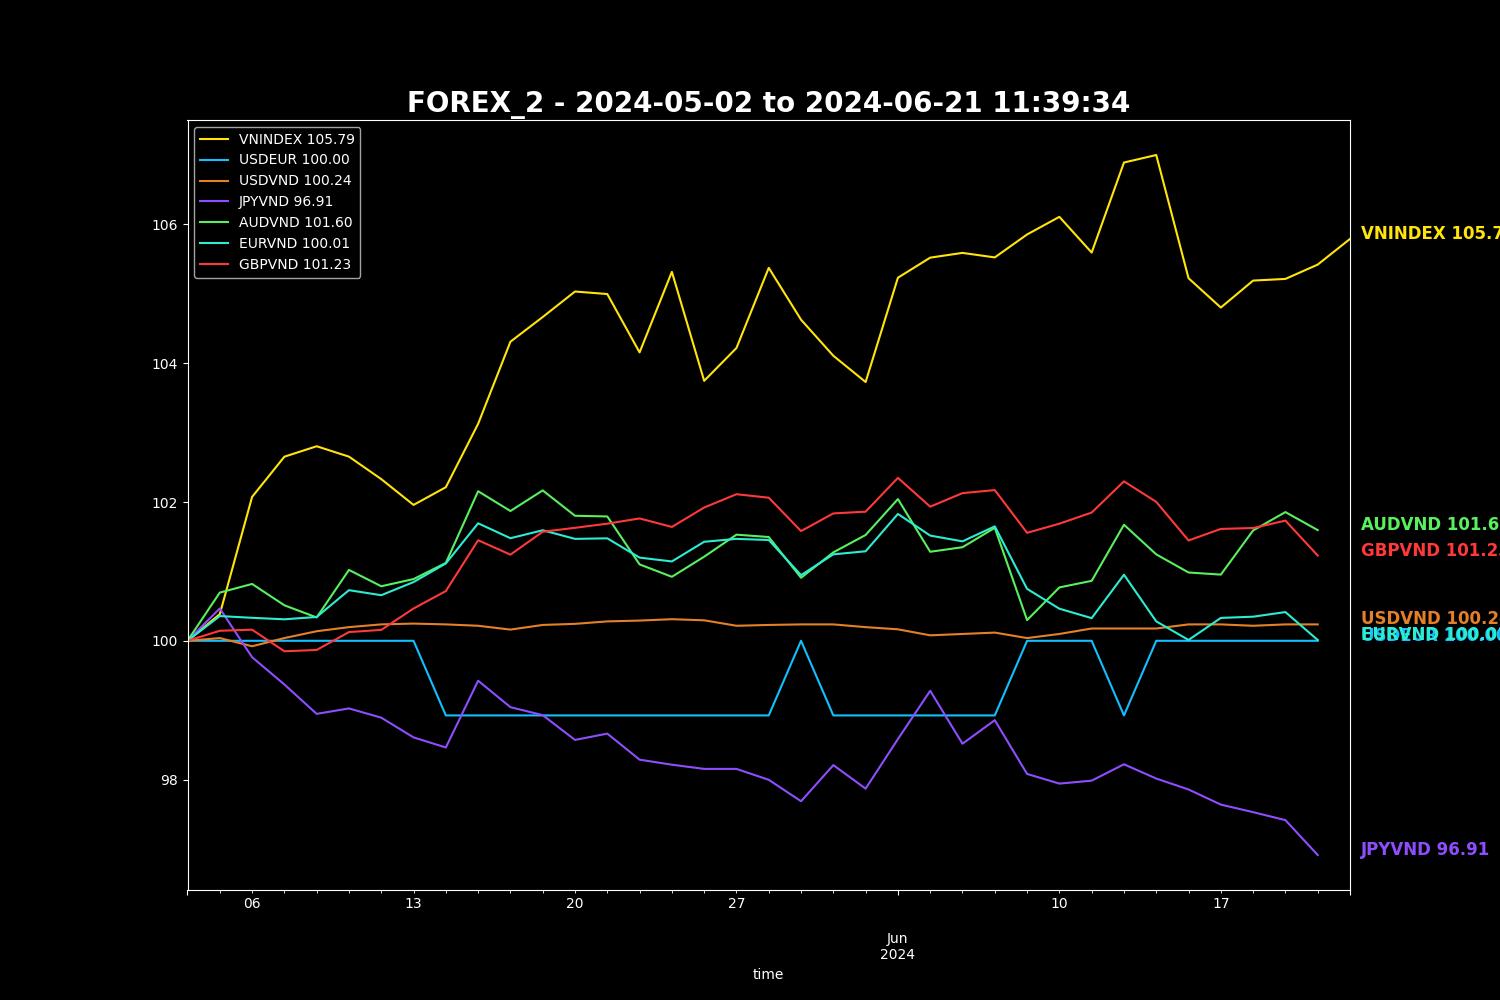 FOREX_2 - 2024-05-02 to 2024-06-21 11:39:34
VNINDEX 105.79
USDEUR 100.00
USDVND 100.24
JPYVND 96.91
AUDVND 101.60
EURVND 100.01
GBPVND 101.23
106
104
102
100
98
VNINDEX 105.7
AUDVND 101.6
GBPVND 101.2
USDVND 100.2
JPYVND 96.91
06
13
20
27
10
17
Jun
2024
time